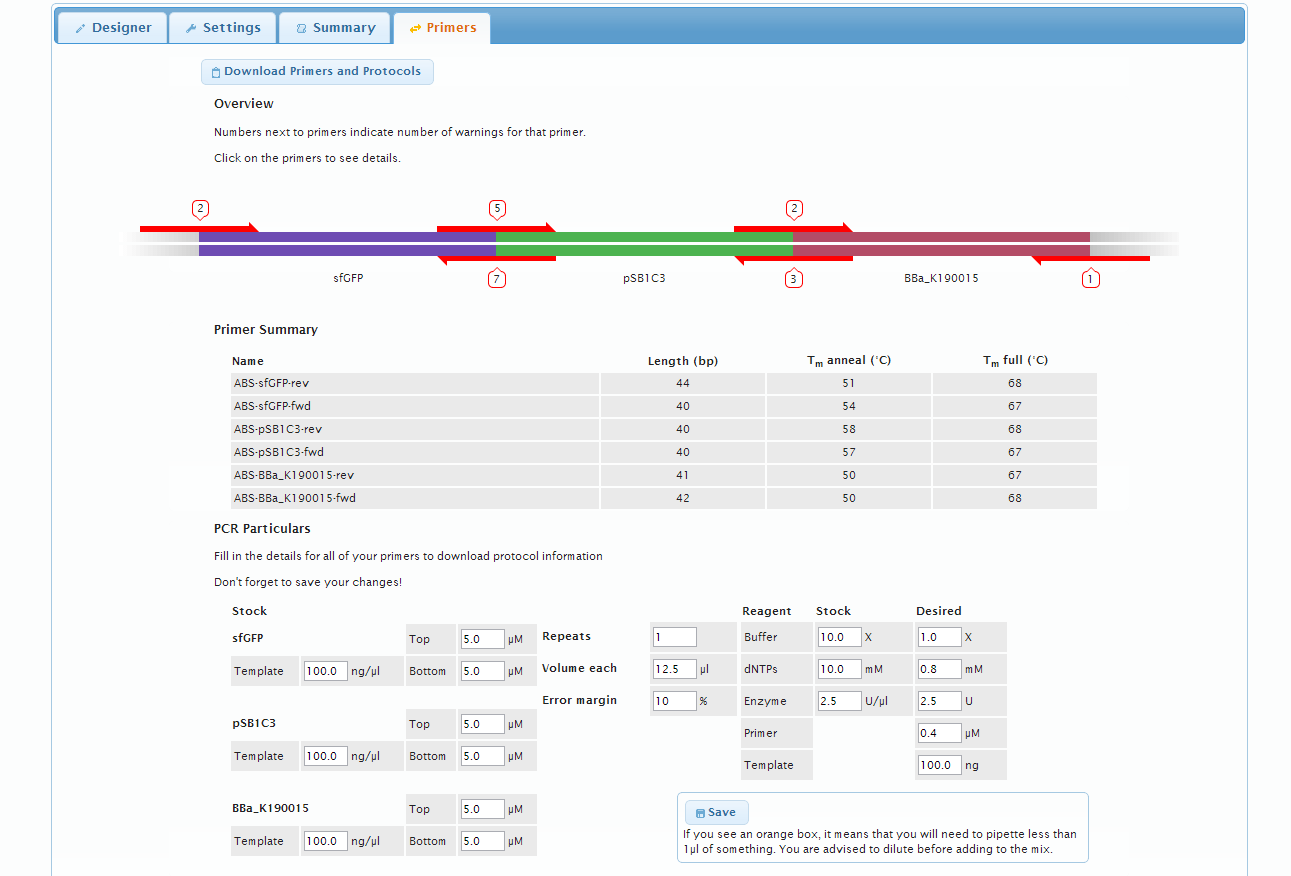 Designer Settings Summary Primers
Download Primers and Protocols
Overview
Numbers next to primers indicate number of warnings for that primer.
Click on the primers to see details.
2 5 2
sfGFP 7 pSB1C3 3 BBa_K190015 1
Primer Summary
Name Length (bp) Tm anneal (°C) Tm full (°C)
ABS-sfGFP-rev 44 51 68
ABS-sfGFP-fwd 40 54 67
ABS-pSB1C3-rev 40 58 68
ABS-pSB1C3-fwd 40 57 67
ABS-BBa_K190015-rev 41 50 67
ABS-BBa_K190015-fwd 42 50 68
PCR Particulars
Fill in the details for all of your primers to download protocol information
Don't forget to save your changes!
Stock Reagent Stock Desired
sfGFP Top 5.0 µM Repeats 1 Buffer 10.0 X 1.0 X
Template 100.0 ng/µl Bottom 5.0 µM Volume each 12.5 µl dNTPs 10.0 mM 0.8 mM
Error margin 10 % Enzyme 2.5 U/µl 2.5 U
pSB1C3 Top 5.0 µM Primer 0.4 µM
Template 100.0 ng/µl Bottom 5.0 µM Template 100.0 ng
BBa_K190015 Top 5.0 µM Save
Template 100.0 ng/µl Bottom 5.0 µM
If you see an orange box, it means that you will need to pipette less than
1µl of something. You are advised to dilute before adding to the mix.